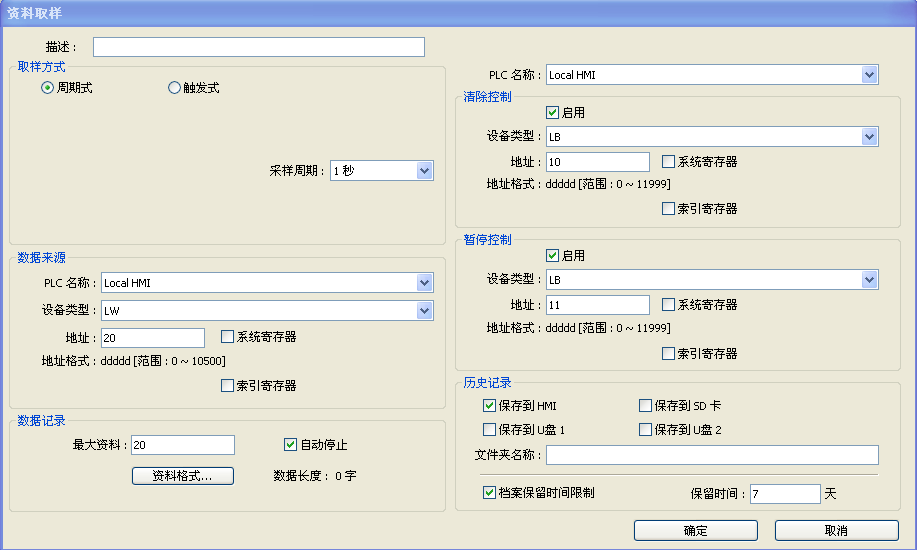 资料取样
描述：
取样方式
周期式 触发式
采样周期： 1 秒
数据来源
PLC 名称： Local HMI
设备类型： LW
地址： 20 系统寄存器
地址格式： ddddd [范围：0 ~ 10500]
索引寄存器
数据记录
最大资料： 20 自动停止
资料格式... 数据长度： 0 字
PLC 名称： Local HMI
清除控制
启用
设备类型： LB
地址： 10 系统寄存器
地址格式： ddddd [范围：0 ~ 11999]
索引寄存器
暂停控制
启用
设备类型： LB
地址： 11 系统寄存器
地址格式： ddddd [范围：0 ~ 11999]
索引寄存器
历史记录
保存到 HMI 保存到 SD 卡
保存到 U盘 1 保存到 U盘 2
文件夹名称：
档案保留时间限制 保留时间： 7 天
确定 取消